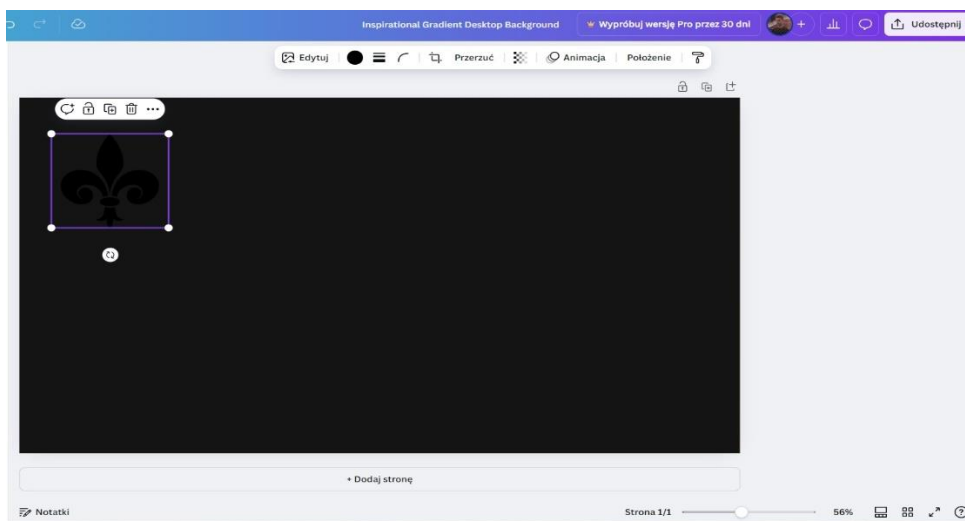 Inspirational Gradient Desktop Background
Wypróbuj wersję Pro przez 30 dni
+
Udostępnij
Edytuj
Przerzuć
Animacja
Położenie
+ Dodaj stronę
Notatki
Strona 1/1
56%
?